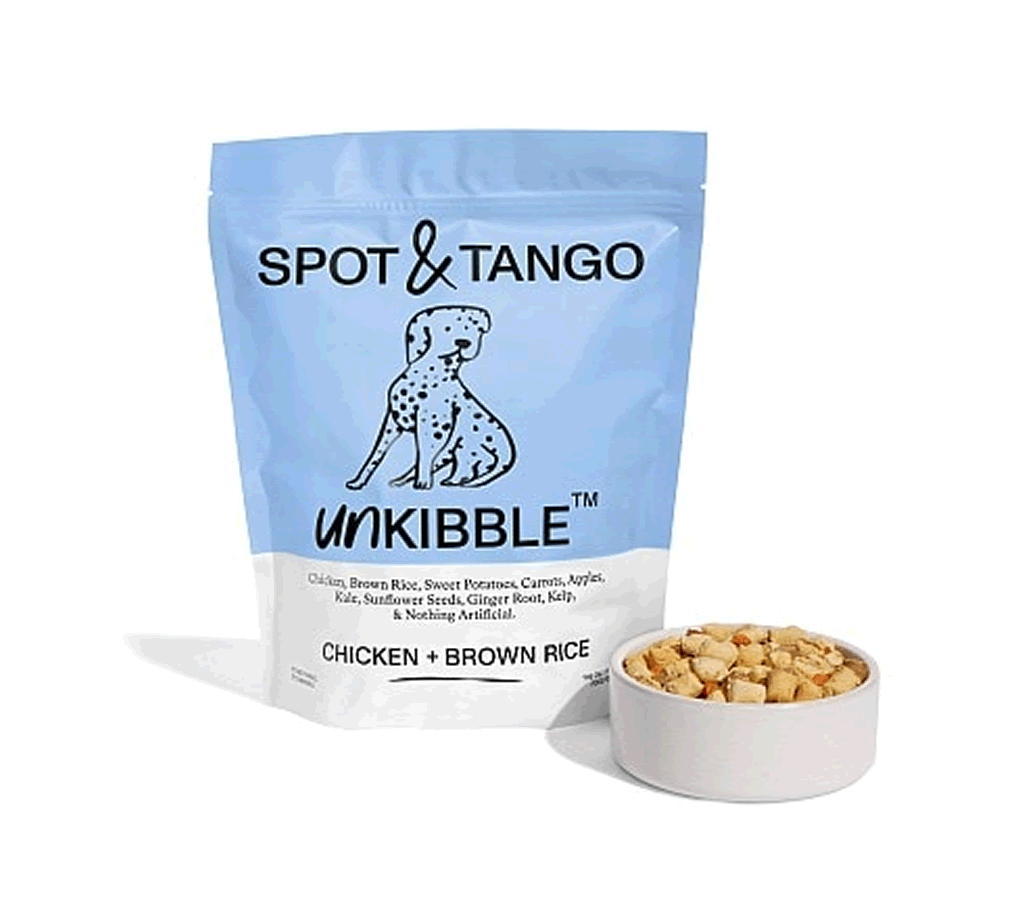 SPOT & TANGO
unKIBBLE™
Chicken, Brown Rice, Sweet Potatoes, Carrots, Apples,
Kale, Sunflower Seeds, Ginger Root, Kelp,
& Nothing Artificial.
CHICKEN + BROWN RICE